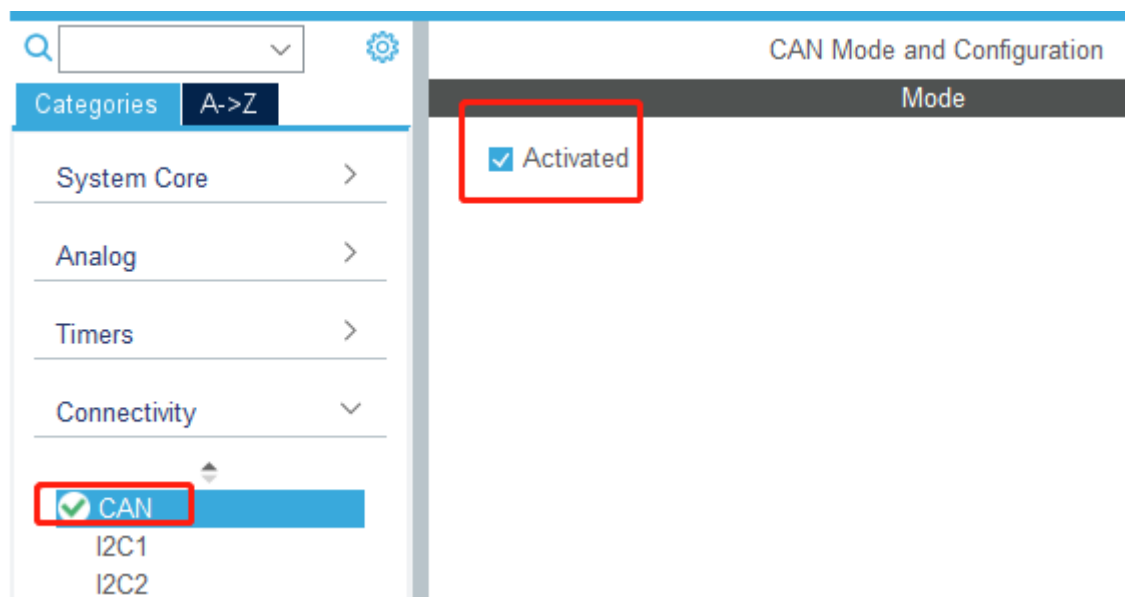 CAN Mode and Configuration
Categories A->Z
Mode
Activated
System Core
Analog
Timers
Connectivity
CAN
I2C1
I2C2